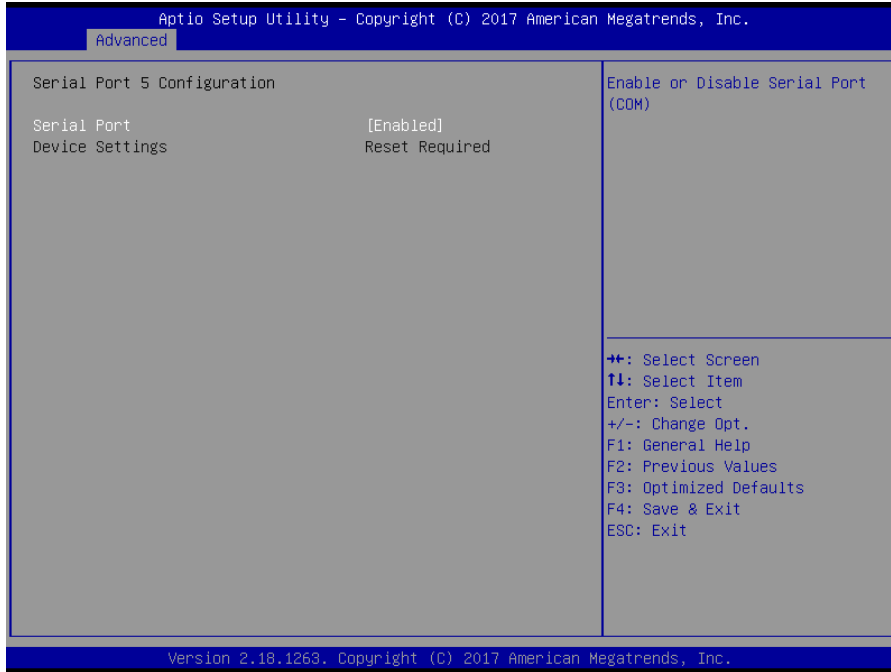 Aptio Setup Utility – Copyright (C) 2017 American Megatrends, Inc.
Advanced
Serial Port 5 Configuration
Serial Port [Enabled]
Device Settings Reset Required
Enable or Disable Serial Port
(COM)
→←: Select Screen
↑↓: Select Item
Enter: Select
+/-: Change Opt.
F1: General Help
F2: Previous Values
F3: Optimized Defaults
F4: Save & Exit
ESC: Exit
Version 2.18.1263. Copyright (C) 2017 American Megatrends, Inc.